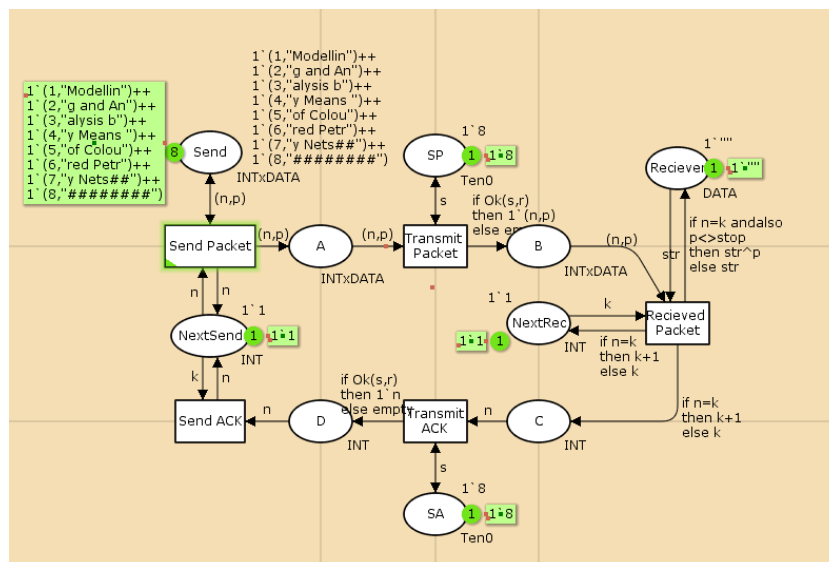 1`(1,"Modellin")++
1`(2,"g and An")++
1`(3,"alysis b")++
1`(4,"y Means ")++
1`(5,"of Colou")++
1`(6,"red Petr")++
1`(7,"y Nets##")++
1`(8,"########")
1`(1,"Modellin")++
1`(2,"g and An")++
1`(3,"alysis b")++
1`(4,"y Means ")++
1`(5,"of Colou")++
1`(6,"red Petr")++
1`(7,"y Nets##")++
1`(8,"########")
8
Send
INTxDATA
(n,p)
1`8
SP
1
1`8
Ten0
s
1`""
Reciever
1
1`""
DATA
Send Packet
(n,p)
A
INTxDATA
(n,p)
Transmit
Packet
if Ok(s,r)
then 1`(n,p)
else em
B
INTxDATA
(n,p)
str
if n=k andalso
p<>stop
then str^p
else str
n
n
1`1
NextSend
1
1`1
INT
1`1
NextRec
1`1
1
INT
k
if n=k
then k+1
else k
Recieved
Packet
k
n
Send ACK
n
D
INT
if Ok(s,r)
then 1`n
else empty
Transmit
ACK
n
C
INT
if n=k
then k+1
else k
s
1`8
SA
1
1`8
Ten0